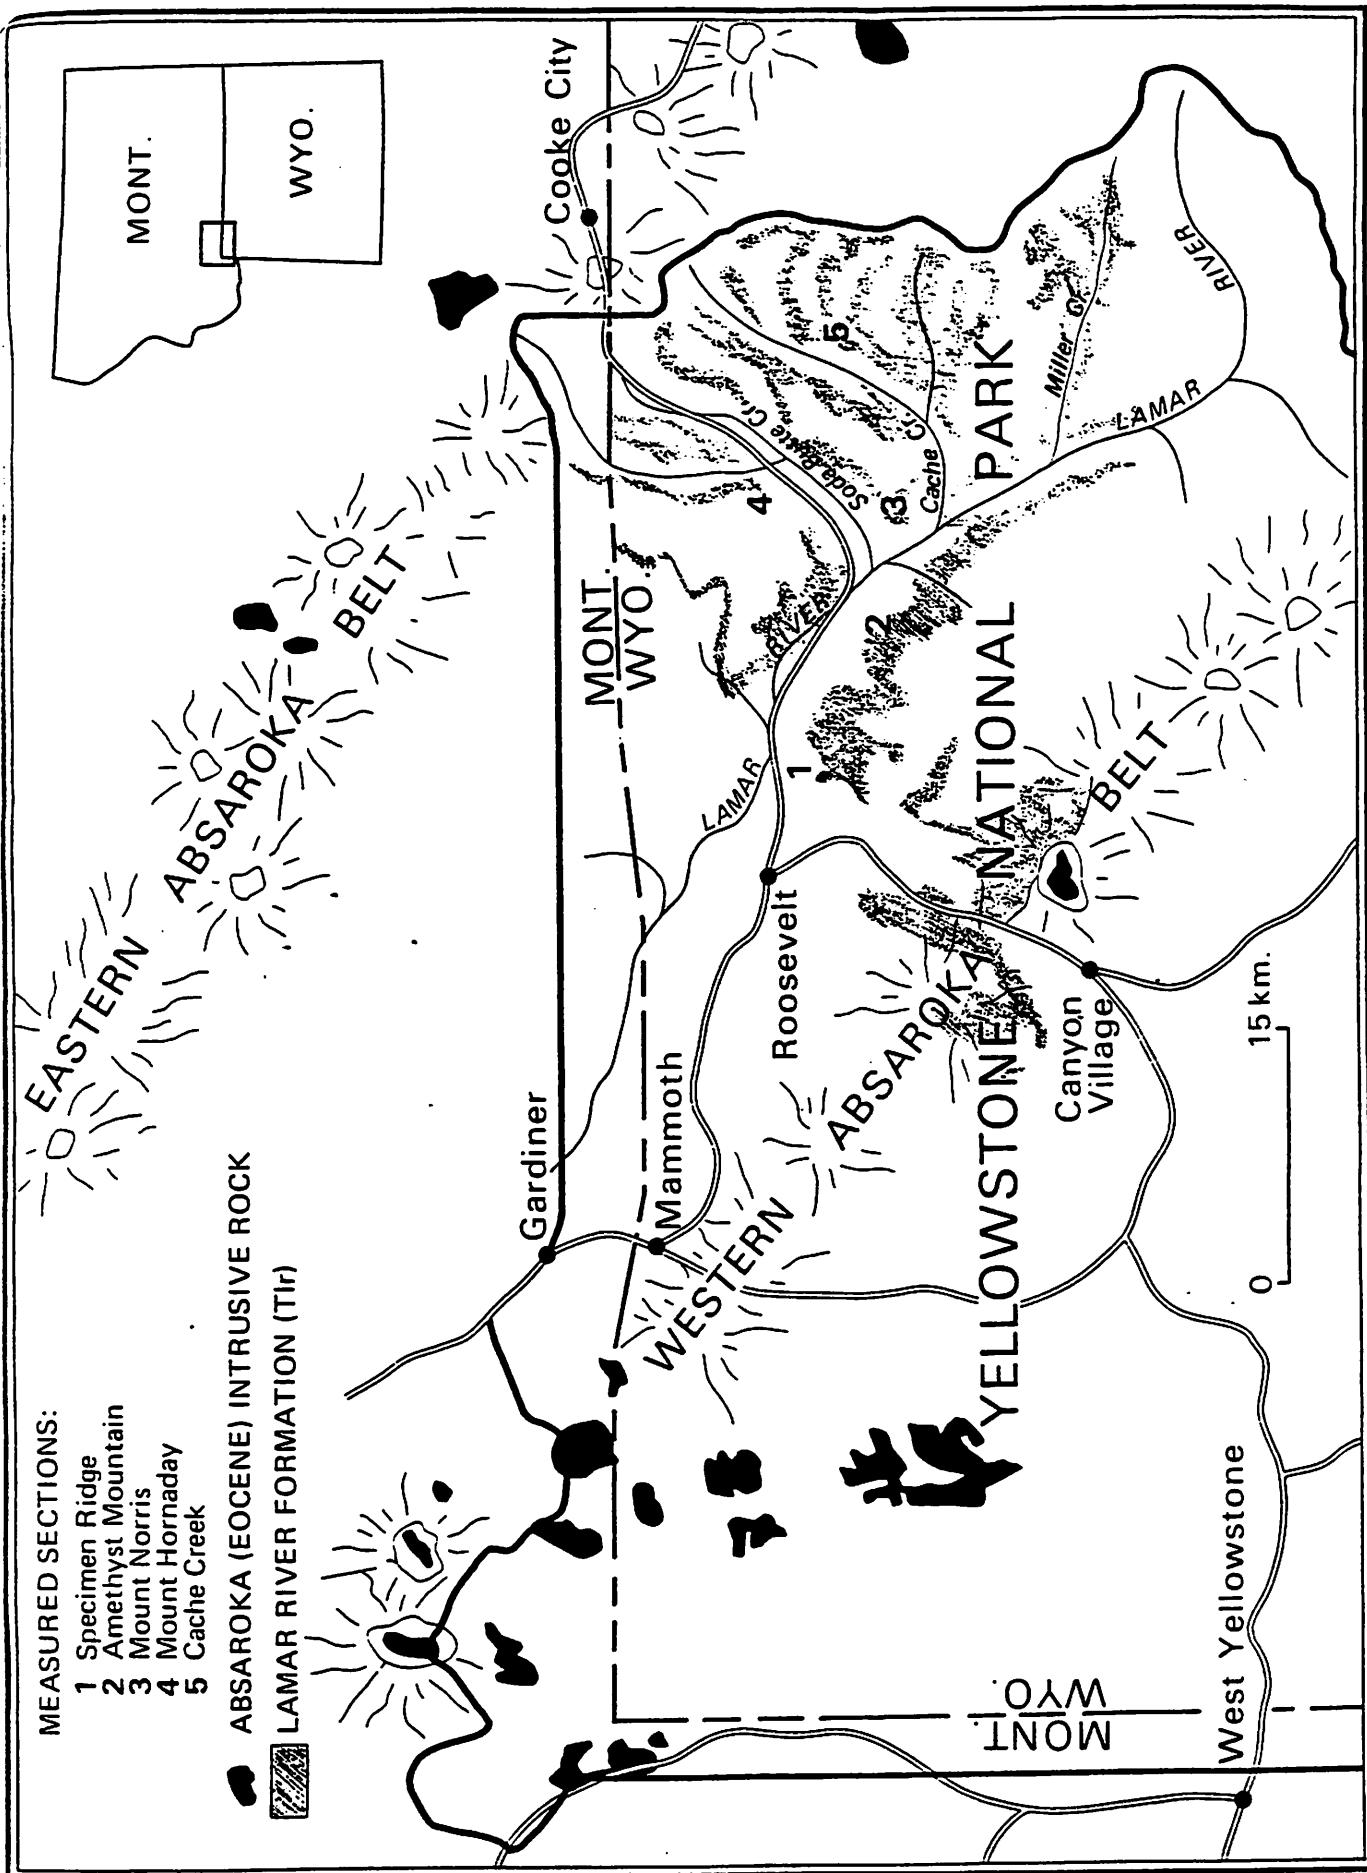 MEASURED SECTIONS:
1 Specimen Ridge
2 Amethyst Mountain
3 Mount Norris
4 Mount Hornaday
5 Cache Creek
ABSAROKA (EOCENE) INTRUSIVE ROCK
LAMAR RIVER FORMATION (Tlr)
EASTERN
ABSAROKA
BELT
MONT.
WYO.
Gardiner
Cooke City
MONT.
WYO.
Mammoth
WESTERN
ABSAROKA
BELT
Roosevelt
LAMAR
RIVER
1
2
3
4
5
Soda Butte Cr.
Cache Cr.
Miller Cr.
LAMAR
RIVER
YELLOWSTONE NATIONAL PARK
Canyon
Village
MONT.
WYO.
West Yellowstone
0 15 km.